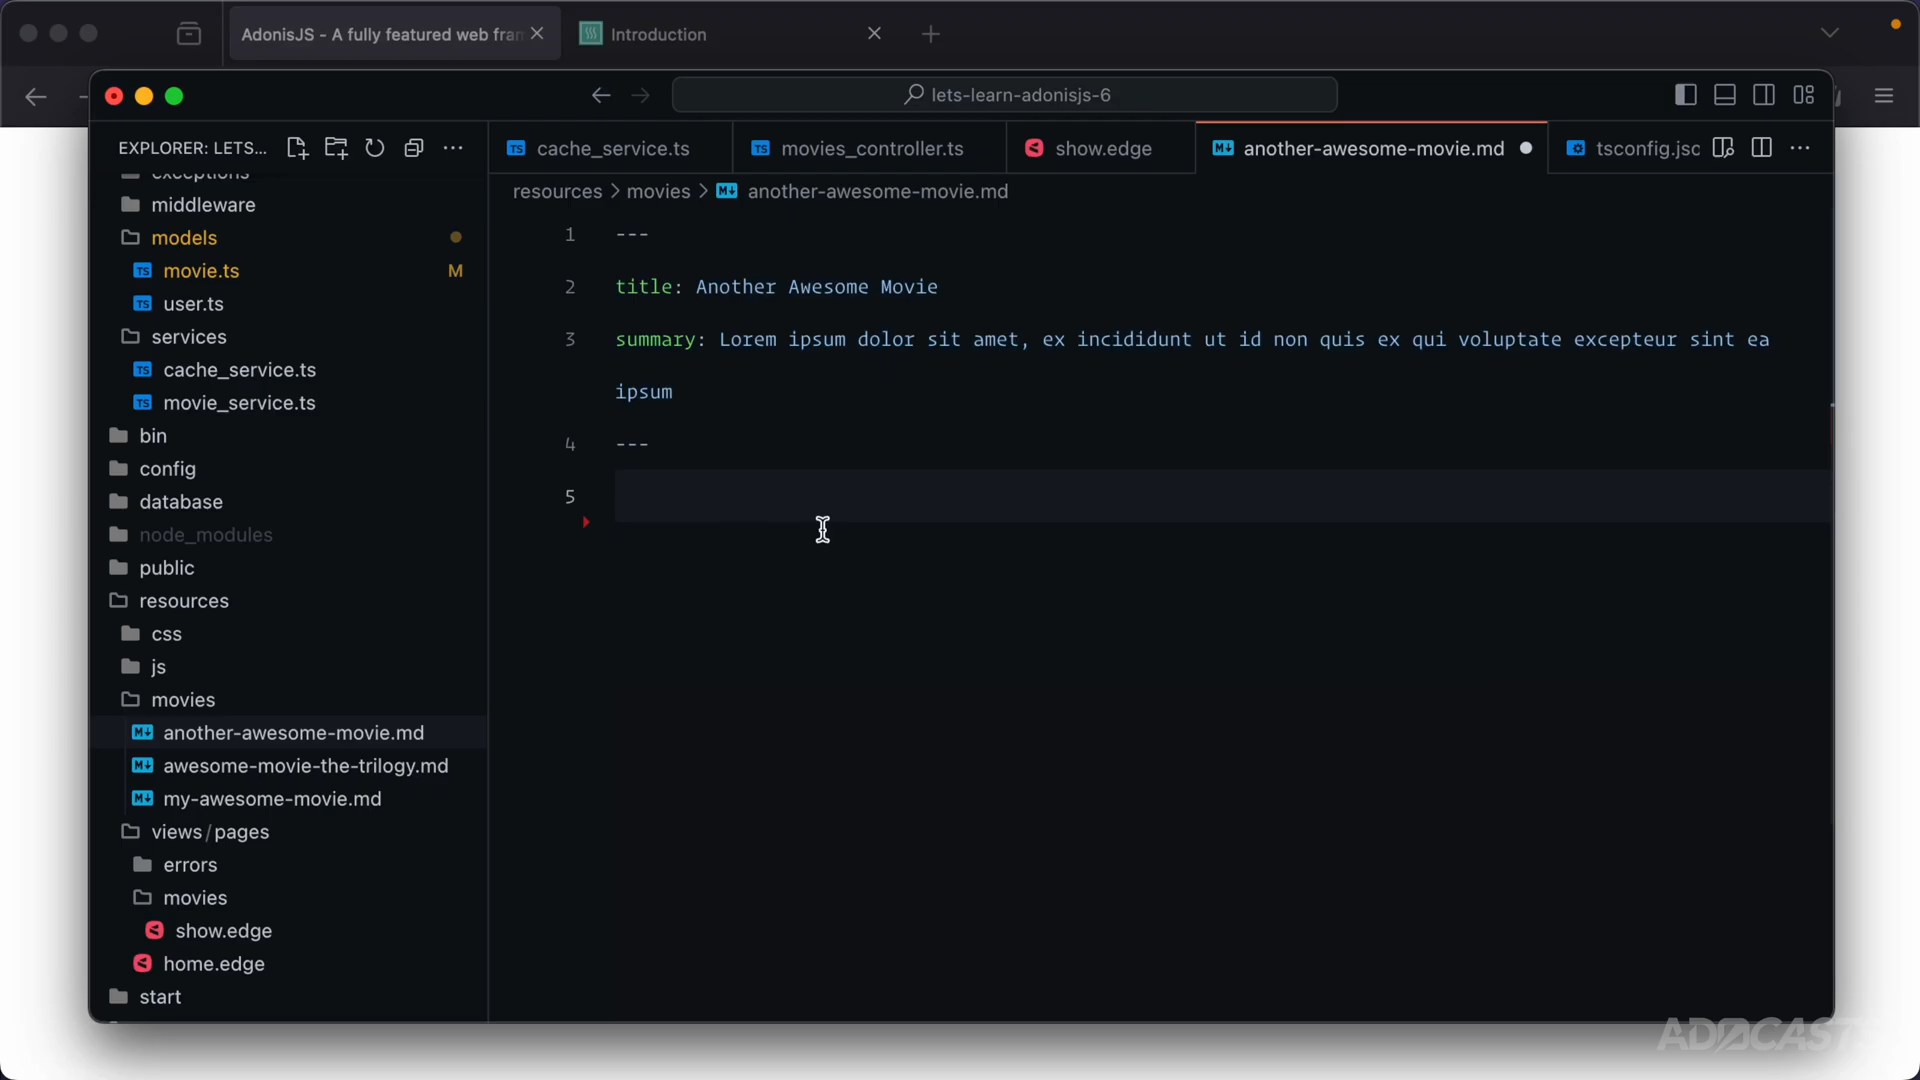 AdonisJS - A fully featured web fran
Introduction
lets-learn-adonisjs-6
EXPLORER: LETS...
cache_service.ts
movies_controller.ts
show.edge
another-awesome-movie.md
tsconfig.jsc
resources > movies > another-awesome-movie.md
exceptions
middleware
models
movie.ts M
user.ts
services
cache_service.ts
movie_service.ts
bin
config
database
node_modules
public
resources
css
js
movies
another-awesome-movie.md
awesome-movie-the-trilogy.md
my-awesome-movie.md
views/pages
errors
movies
show.edge
home.edge
start
1 ---
2 title: Another Awesome Movie
3 summary: Lorem ipsum dolor sit amet, ex incididunt ut id non quis ex qui voluptate excepteur sint ea
ipsum
4 ---
5
ADOCASTS